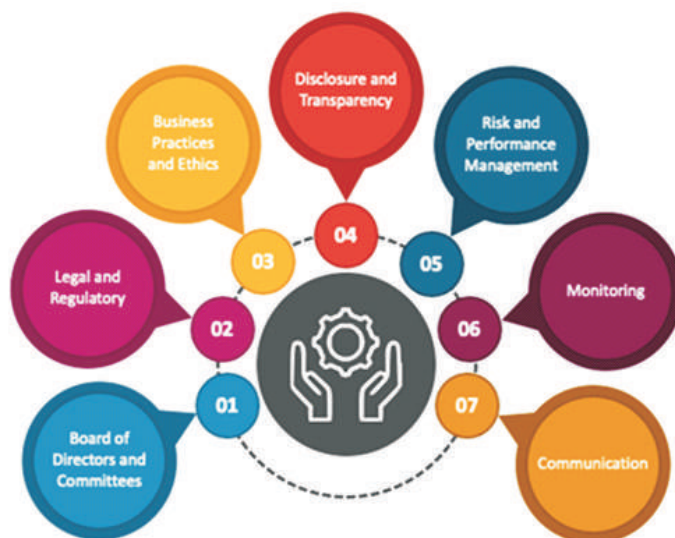 01
Board of
Directors and
Committees
02
Legal and
Regulatory
03
Business
Practices
and Ethics
04
Disclosure and
Transparency
05
Risk and
Performance
Management
06
Monitoring
07
Communication